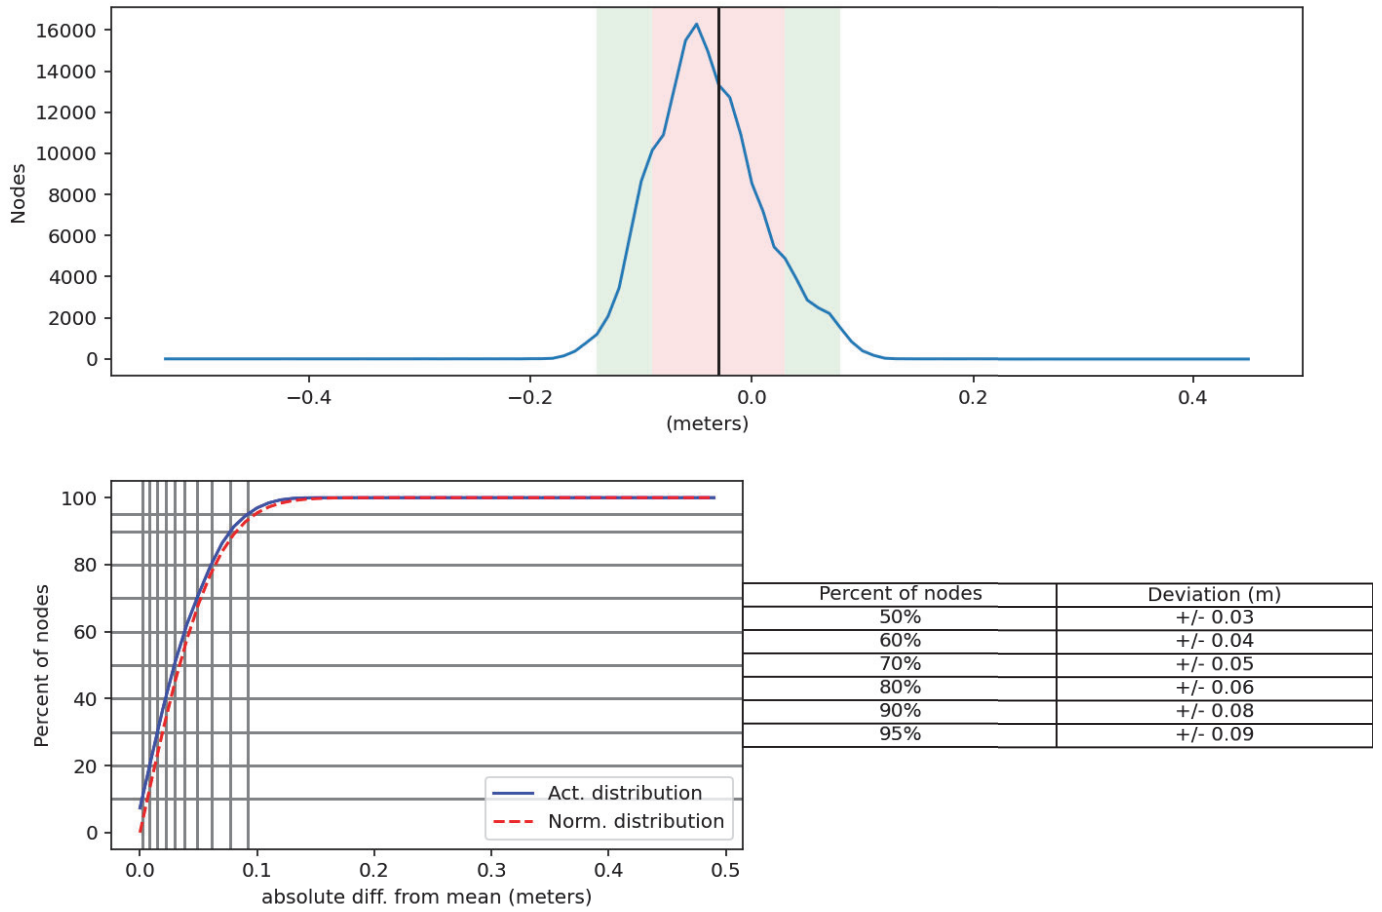 16000
14000
12000
10000
8000
6000
4000
2000
0
Nodes
−0.4 −0.2 0.0 0.2 0.4
(meters)
100
80
60
40
20
0
Percent of nodes
Act. distribution
Norm. distribution
0.0 0.1 0.2 0.3 0.4 0.5
absolute diff. from mean (meters)
Percent of nodes Deviation (m)
50% +/- 0.03
60% +/- 0.04
70% +/- 0.05
80% +/- 0.06
90% +/- 0.08
95% +/- 0.09